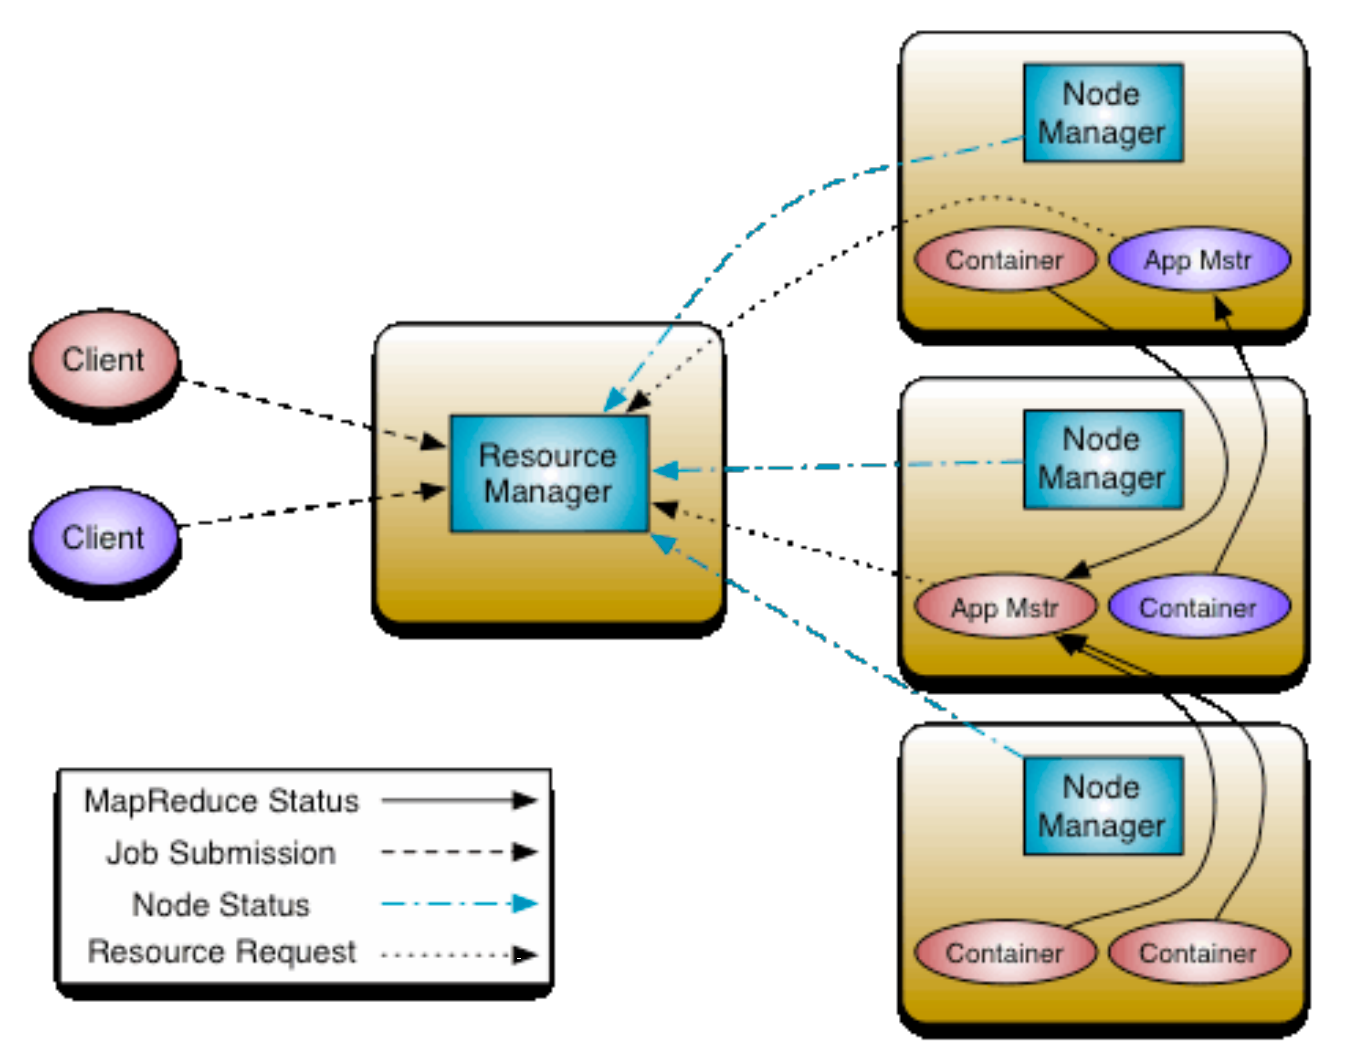 Node
Manager
Container
App Mstr
Client
Client
Resource
Manager
Node
Manager
App Mstr
Container
Node
Manager
Container
Container
MapReduce Status
Job Submission
Node Status
Resource Request